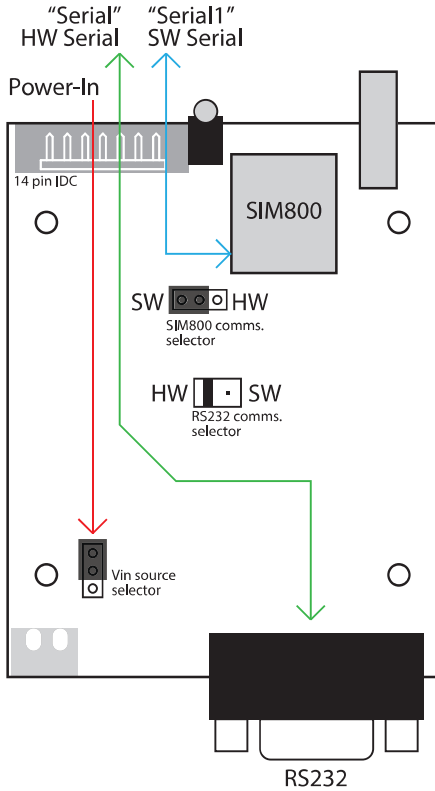 “Serial”
HW Serial
“Serial1”
SW Serial
Power-In
14 pin IDC
SIM800
SW
HW
SIM800 comms.
selector
HW
SW
RS232 comms.
selector
Vin source
selector
RS232